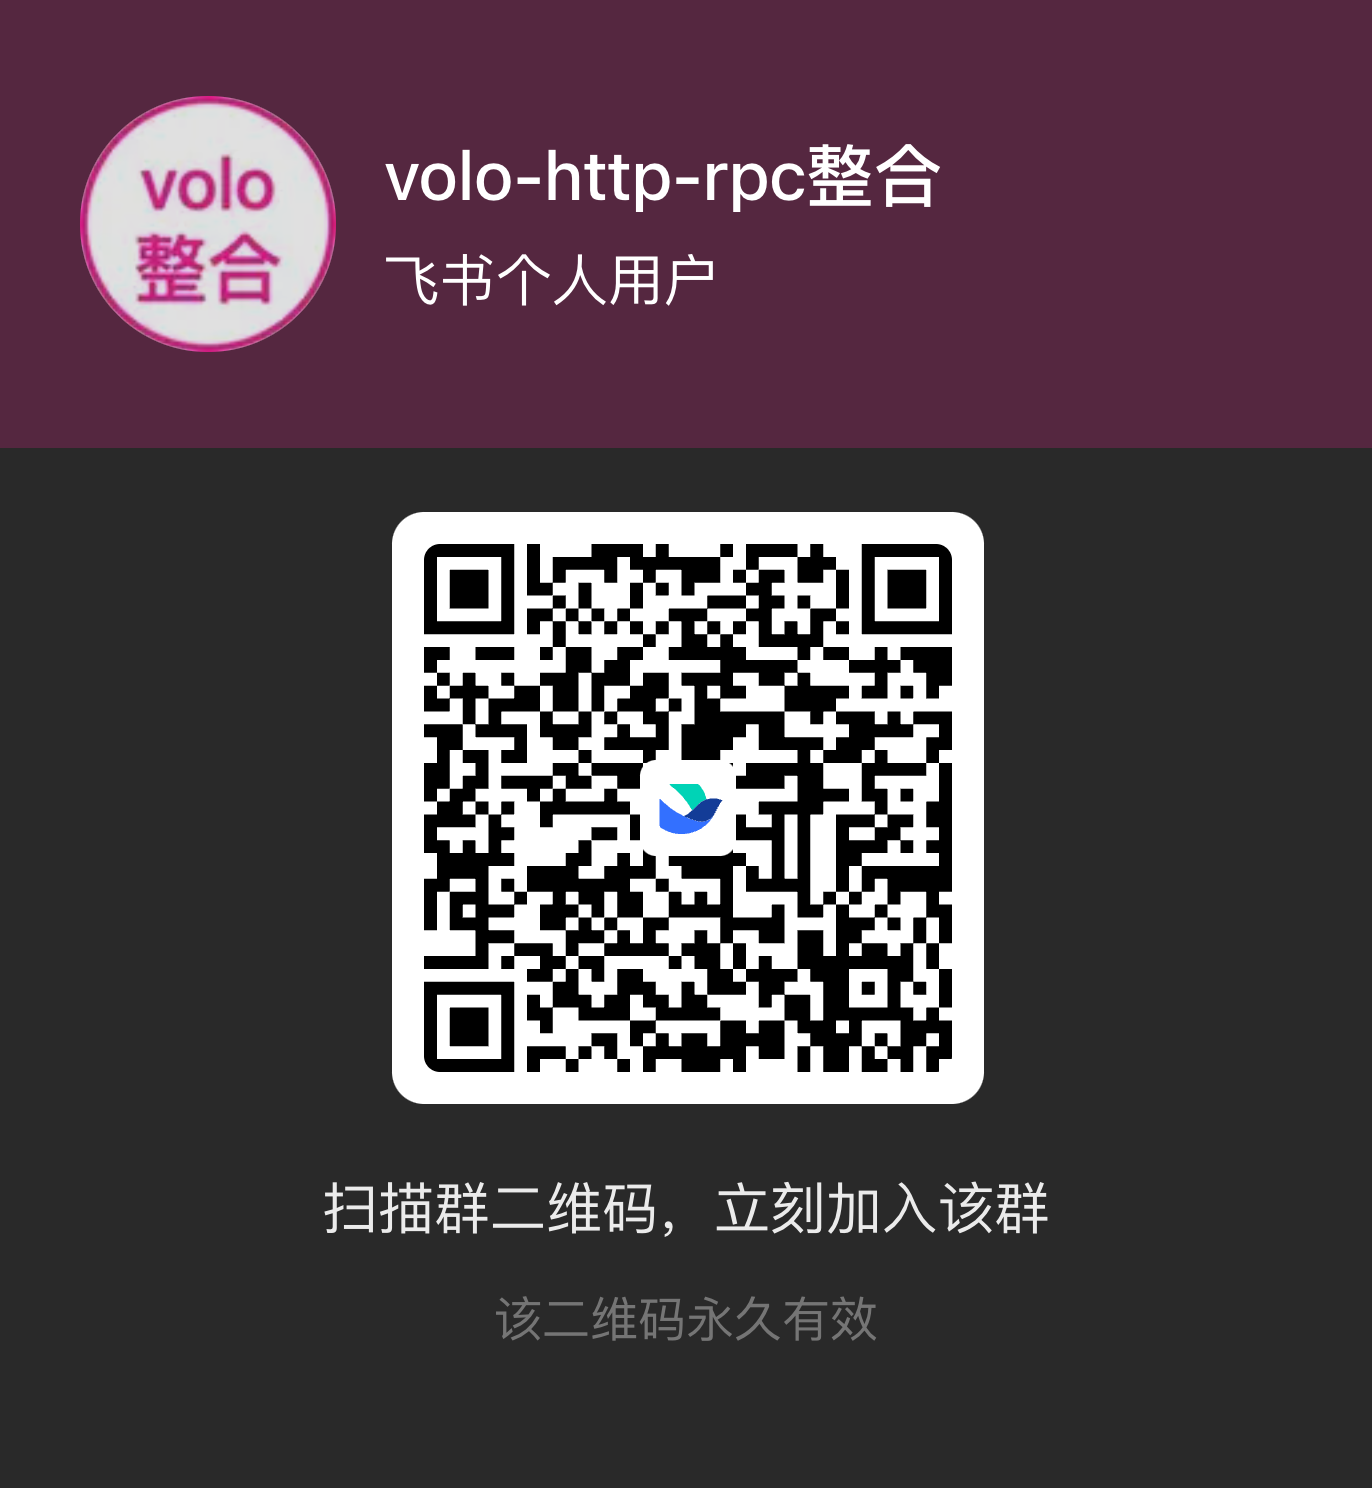 volo
整合
volo-http-rpc整合
飞书个人用户
扫描群二维码，立刻加入该群
该二维码永久有效